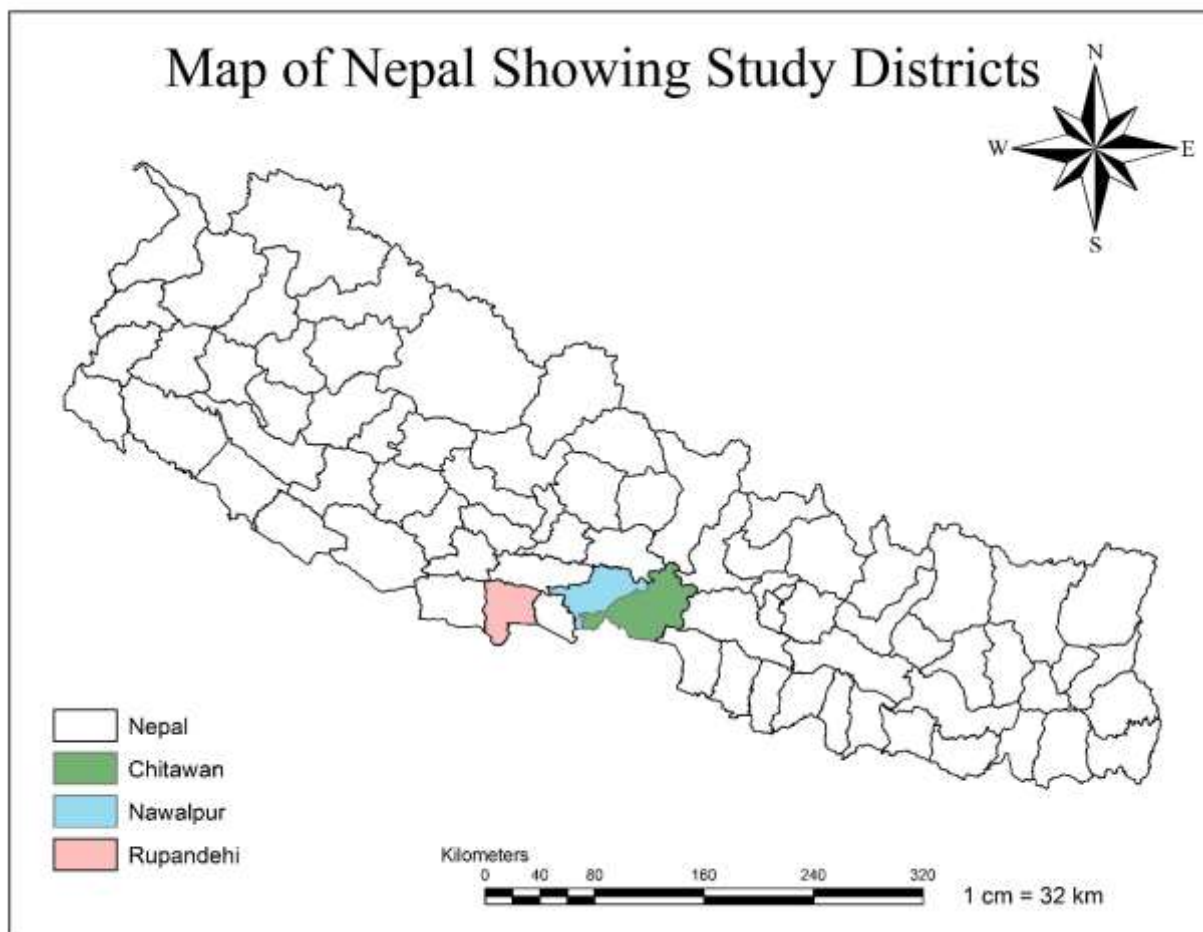 Map of Nepal Showing Study Districts
N
W E
S
Nepal
Chitawan
Nawalpur
Rupandehi
Kilometers
0 20 40 80 160 240 320
1 cm = 32 km